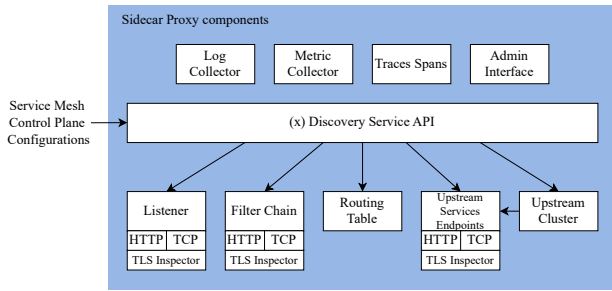 Sidecar Proxy components
Log
Collector
Metric
Collector
Traces Spans
Admin
Interface
Service Mesh
Control Plane
Configurations
(x) Discovery Service API
Listener
HTTP TCP
TLS Inspector
Filter Chain
HTTP TCP
TLS Inspector
Routing
Table
Upstream
Services
Endpoints
HTTP TCP
TLS Inspector
Upstream
Cluster